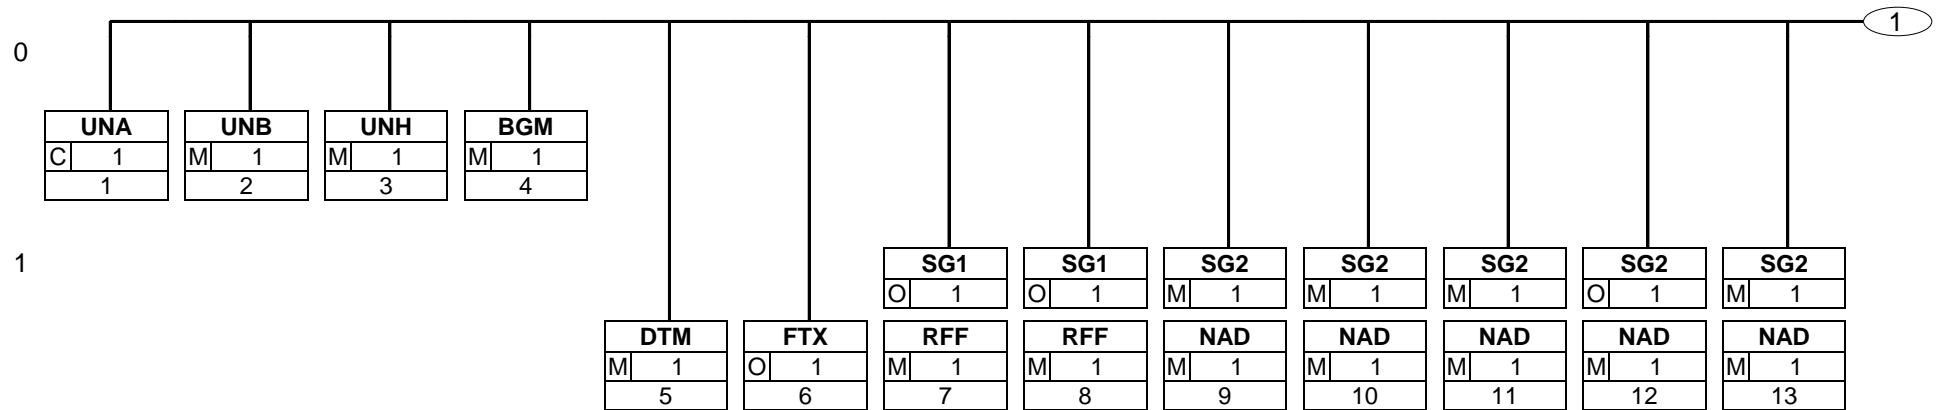 1
0
UNA UNB UNH BGM
C 1 M 1 M 1 M 1
1 2 3 4
1
SG1 SG1 SG2 SG2 SG2 SG2 SG2
O 1 O 1 M 1 M 1 M 1 O 1 M 1
DTM FTX RFF RFF NAD NAD NAD NAD NAD
M 1 O 1 M 1 M 1 M 1 M 1 M 1 M 1 M 1
5 6 7 8 9 10 11 12 13